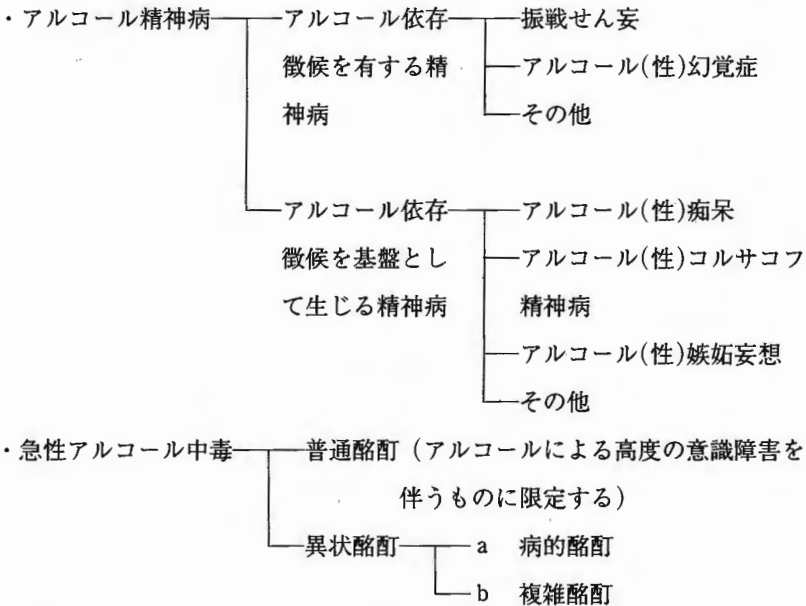 ・アルコール精神病 アルコール依存 振戦せん妄
徴候を有する精 アルコール(性)幻覚症
神病 その他
アルコール依存 アルコール(性)痴呆
徴候を基盤とし アルコール(性)コルサコフ
て生じる精神病 精神病
アルコール(性)嫉妬妄想
その他
・急性アルコール中毒 普通酩酊（アルコールによる高度の意識障害を
伴うものに限定する）
異状酩酊 a 病的酩酊
b 複雑酩酊